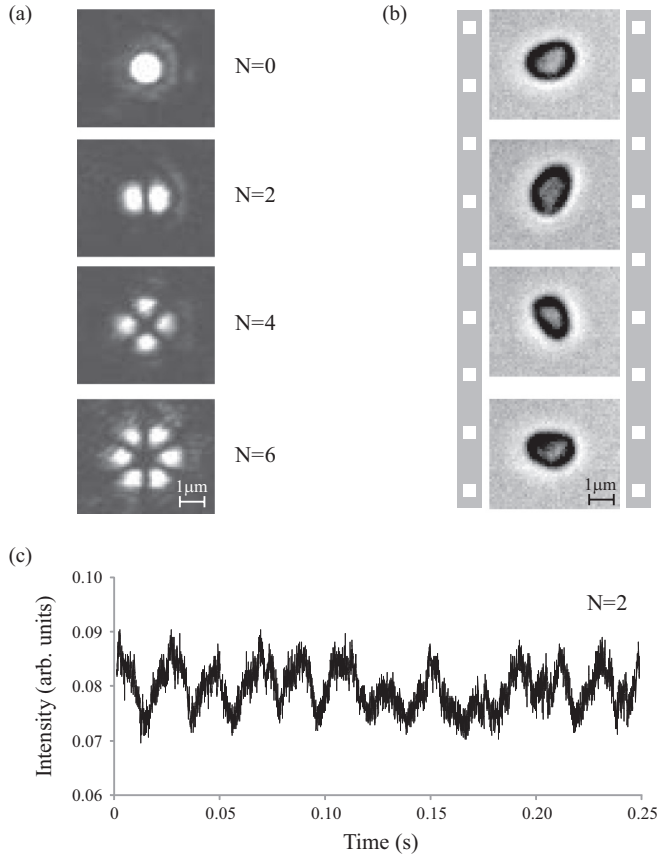 (a)
N=0
N=2
N=4
N=6
1μm
(b)
1μm
(c)
N=2
Intensity (arb. units)
0.10
0.09
0.08
0.07
0.06
0 0.05 0.10 0.15 0.20 0.25
Time (s)